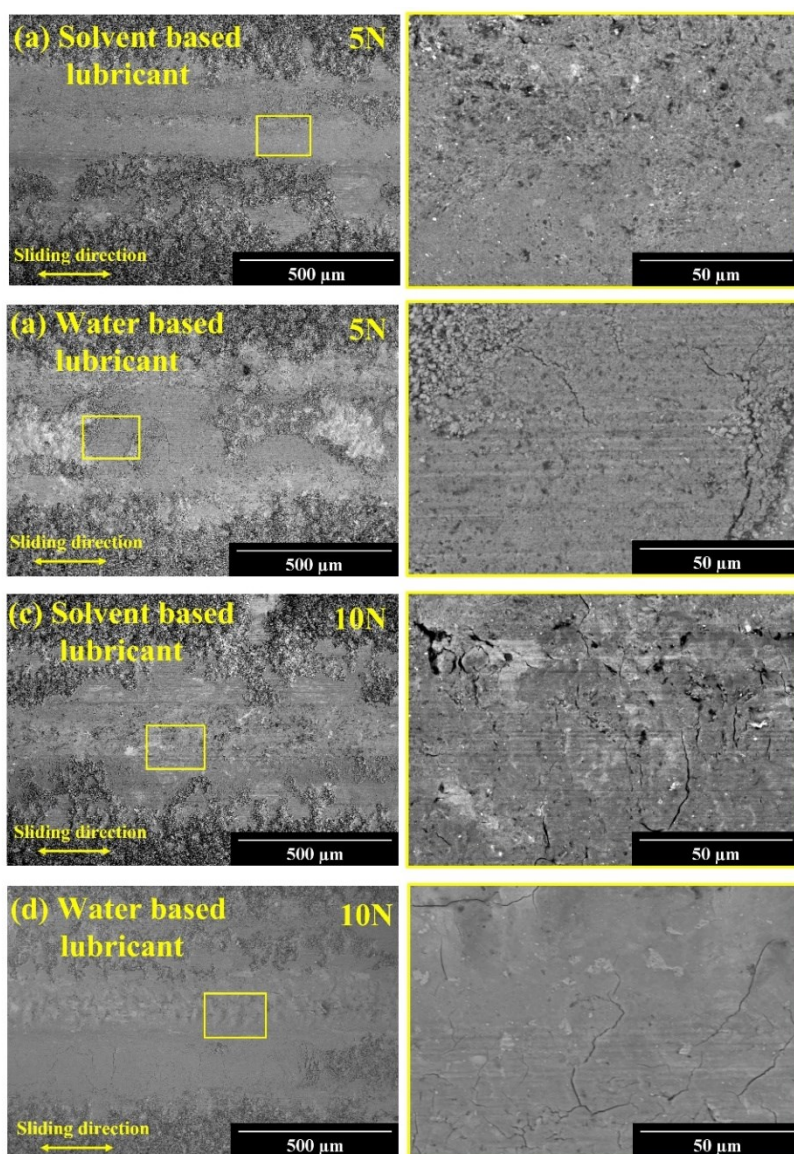 (a) Solvent based 5N
lubricant
Sliding direction
500 µm
50 µm
(a) Water based 5N
lubricant
Sliding direction
500 µm
50 µm
(c) Solvent based 10N
lubricant
Sliding direction
500 µm
50 µm
(d) Water based 10N
lubricant
Sliding direction
500 µm
50 µm